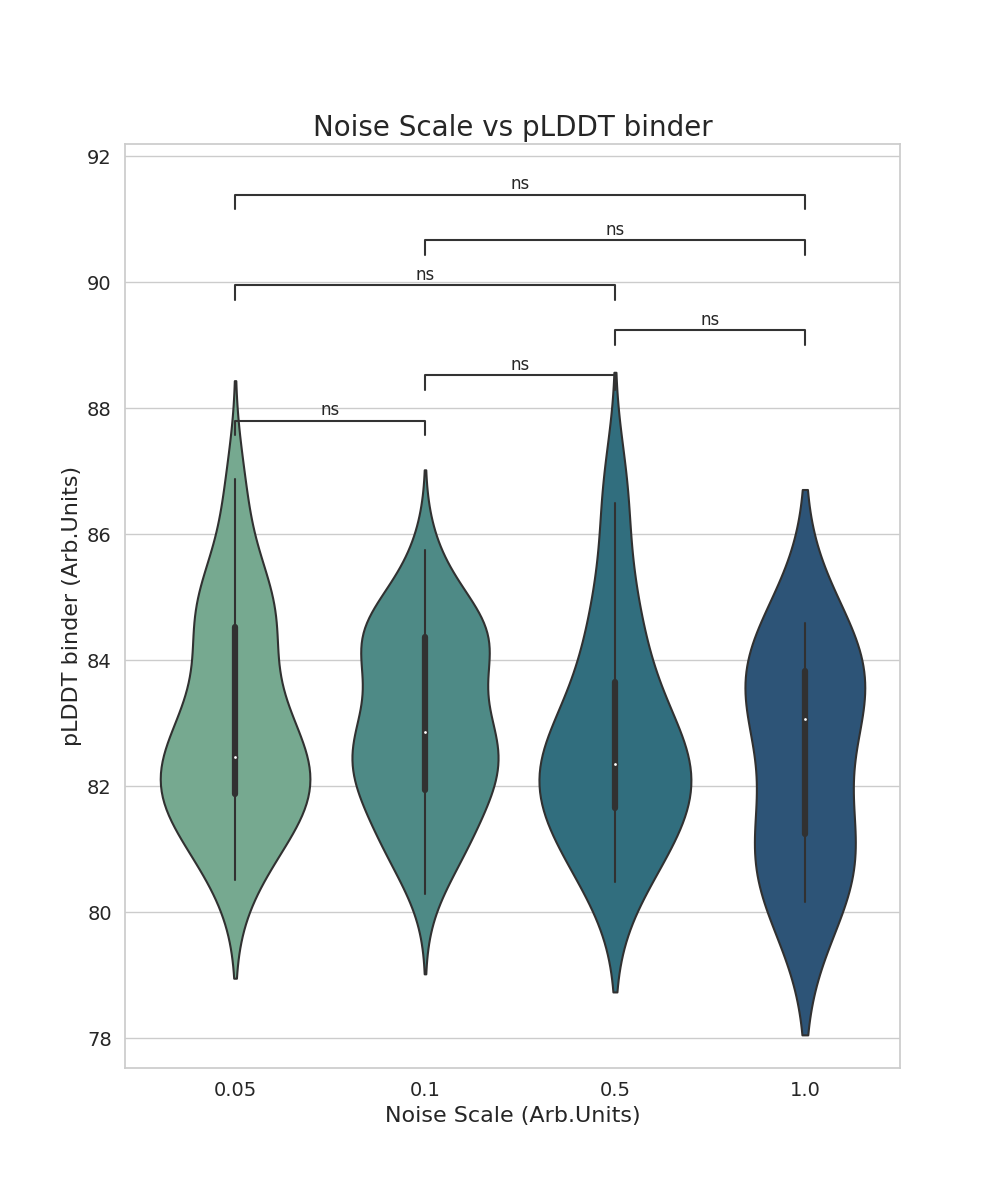 Noise Scale vs pLDDT binder
92
90
88
86
84
82
80
78
pLDDT binder (Arb.Units)
ns
ns
ns
ns
ns
ns
0.05 0.1 0.5 1.0
Noise Scale (Arb.Units)